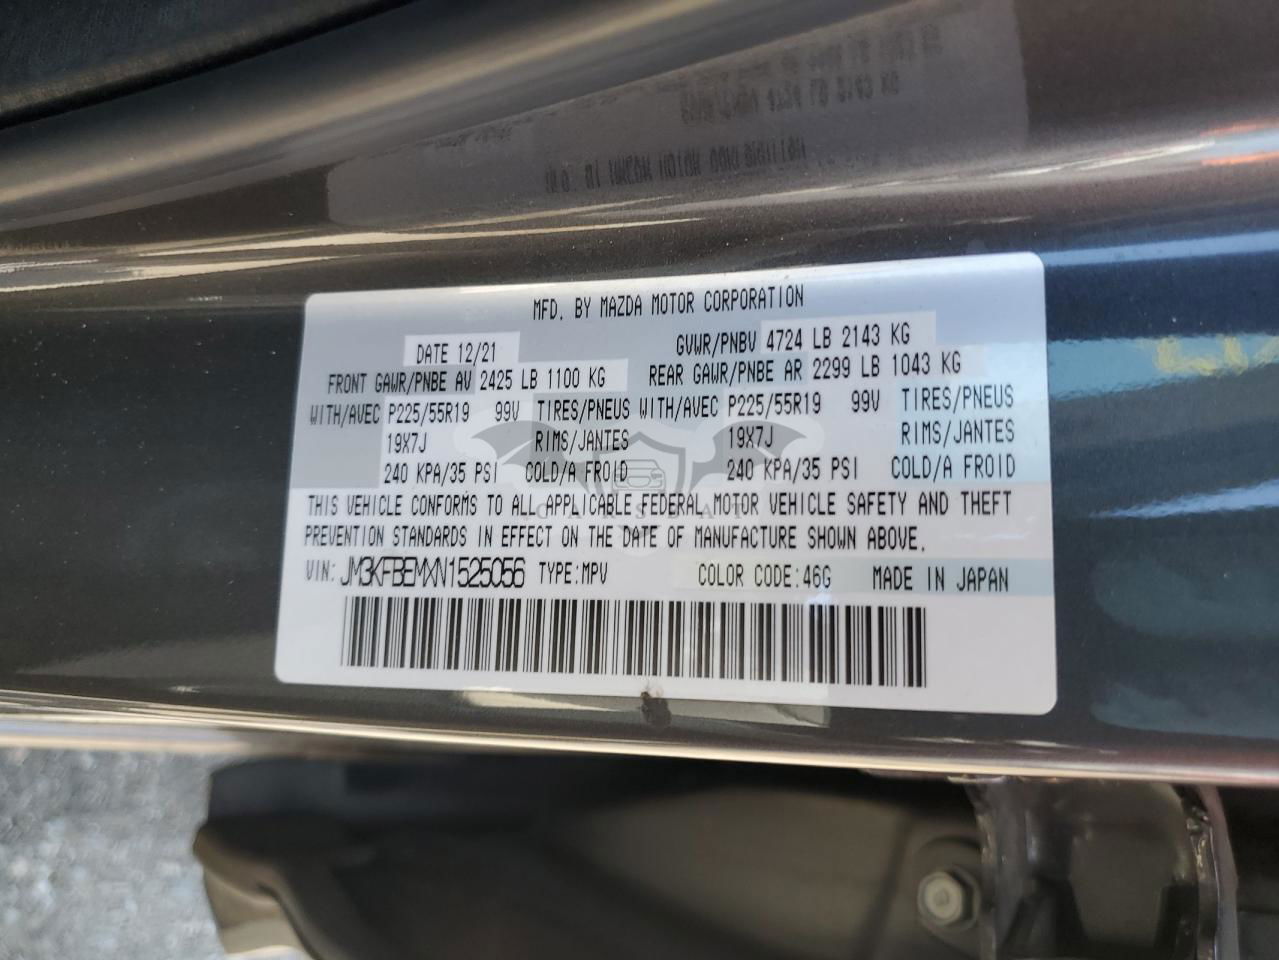 MFD. BY MAZDA MOTOR CORPORATION
DATE 12/21 GVWR/PNBV 4724 LB 2143 KG
FRONT GAWR/PNBE AV 2425 LB 1100 KG REAR GAWR/PNBE AR 2299 LB 1043 KG
WITH/AVEC P225/55R19 99V TIRES/PNEUS WITH/AVEC P225/55R19 99V TIRES/PNEUS
19X7J RIMS/JANTES 19X7J RIMS/JANTES
240 KPA/35 PSI COLD/A FROID 240 KPA/35 PSI COLD/A FROID
THIS VEHICLE CONFORMS TO ALL APPLICABLE FEDERAL MOTOR VEHICLE SAFETY AND THEFT
PREVENTION STANDARDS IN EFFECT ON THE DATE OF MANUFACTURE SHOWN ABOVE.
VIN: JM3KFBEMXN1525056 TYPE:MPV COLOR CODE:46G MADE IN JAPAN
CARSBAT